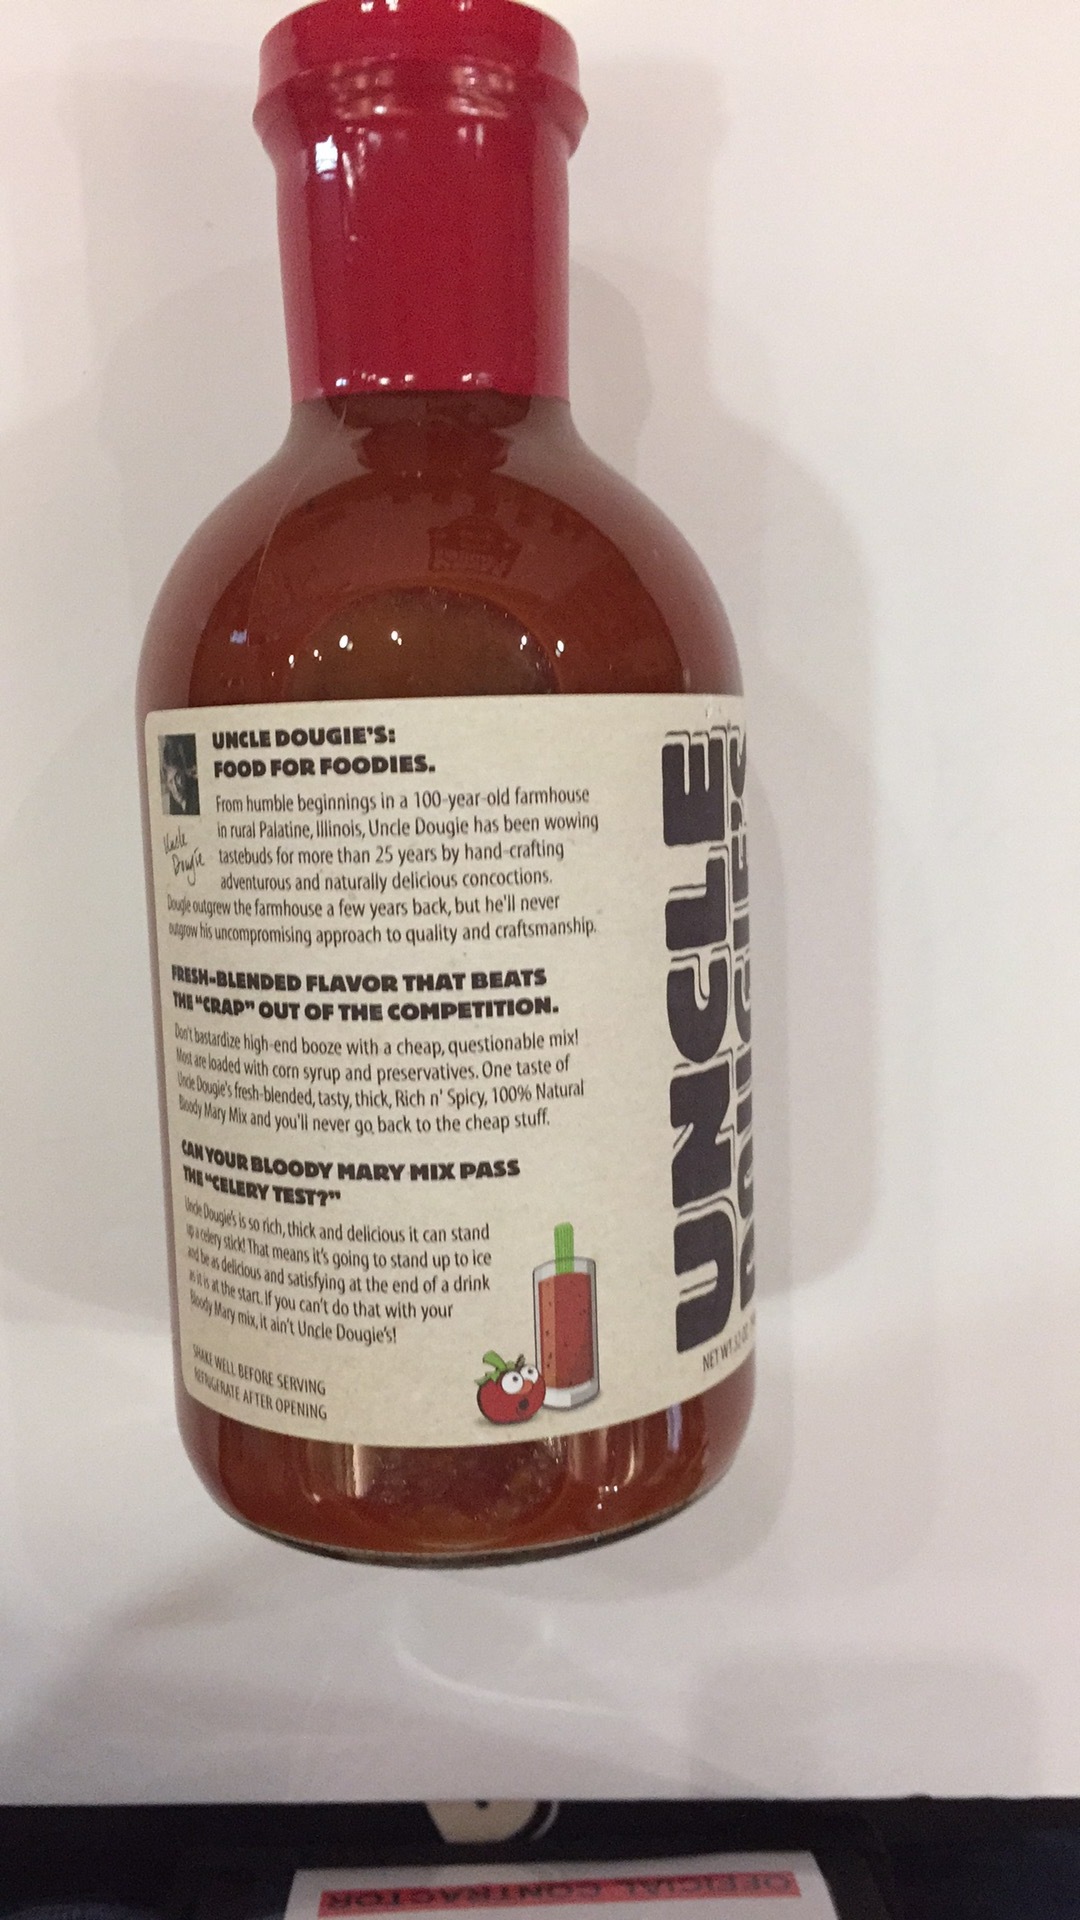 UNCLE DOUGIE'S:
FOOD FOR FOODIES.
From humble beginnings in a 100-year-old farmhouse
in rural Palatine, Illinois, Uncle Dougie has been wowing
tastebuds for more than 25 years by hand-crafting
adventurous and naturally delicious concoctions.
Dougie outgrew the farmhouse a few years back, but he'll never
outgrow his uncompromising approach to quality and craftsmanship.
Uncle
Dougie
FRESH-BLENDED FLAVOR THAT BEATS
THE "CRAP" OUT OF THE COMPETITION.
Don't bastardize high-end booze with a cheap, questionable mix!
Most are loaded with corn syrup and preservatives. One taste of
Uncle Dougie's fresh-blended, tasty, thick, Rich n' Spicy, 100% Natural
Bloody Mary Mix and you'll never go back to the cheap stuff.
CAN YOUR BLOODY MARY MIX PASS
THE "CELERY TEST?"
Uncle Dougie's is so rich, thick and delicious it can stand
up a celery stick! That means it's going to stand up to ice
and be as delicious and satisfying at the end of a drink
as it is at the start. If you can't do that with your
Bloody Mary mix, it ain't Uncle Dougie's!
SHAKE WELL BEFORE SERVING
REFRIGERATE AFTER OPENING
UNCLE
DOUGIE'S
NET WT. 32 OZ.
OFFICIAL CONTRACTOR